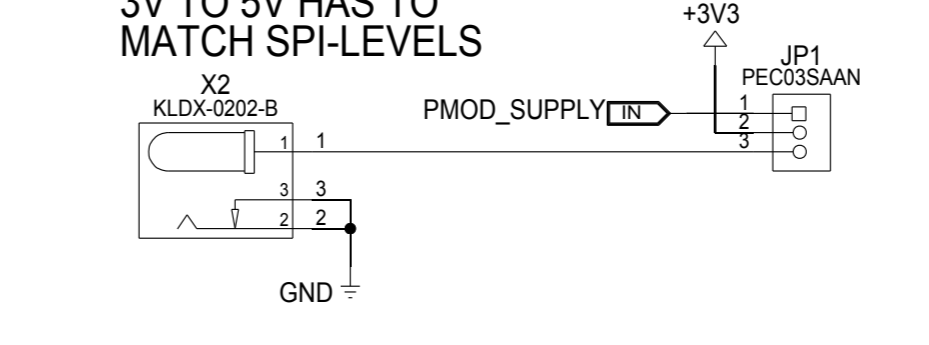 3V TO 5V HAS TO
MATCH SPI-LEVELS
+3V3
X2
KLDX-0202-B
JP1
PEC03SAAN
PMOD_SUPPLY IN
1
2
3
1 1
3 3
2 2
GND